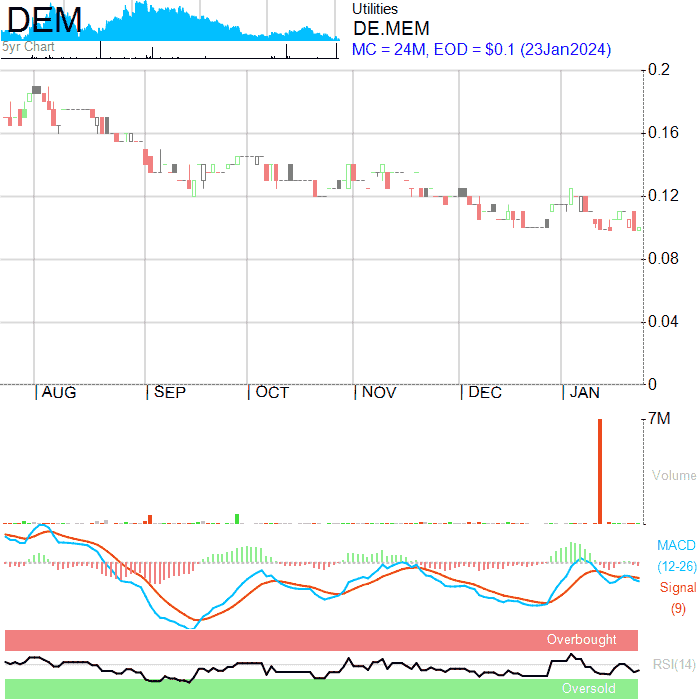 DEM
5yr Chart
Utilities
DE.MEM
MC = 24M, EOD = $0.1 (23Jan2024)
0.2
0.16
0.12
0.08
0.04
0
AUG SEP OCT NOV DEC JAN
7M
Volume
MACD
(12-26)
Signal
(9)
Overbought
RSI(14)
Oversold